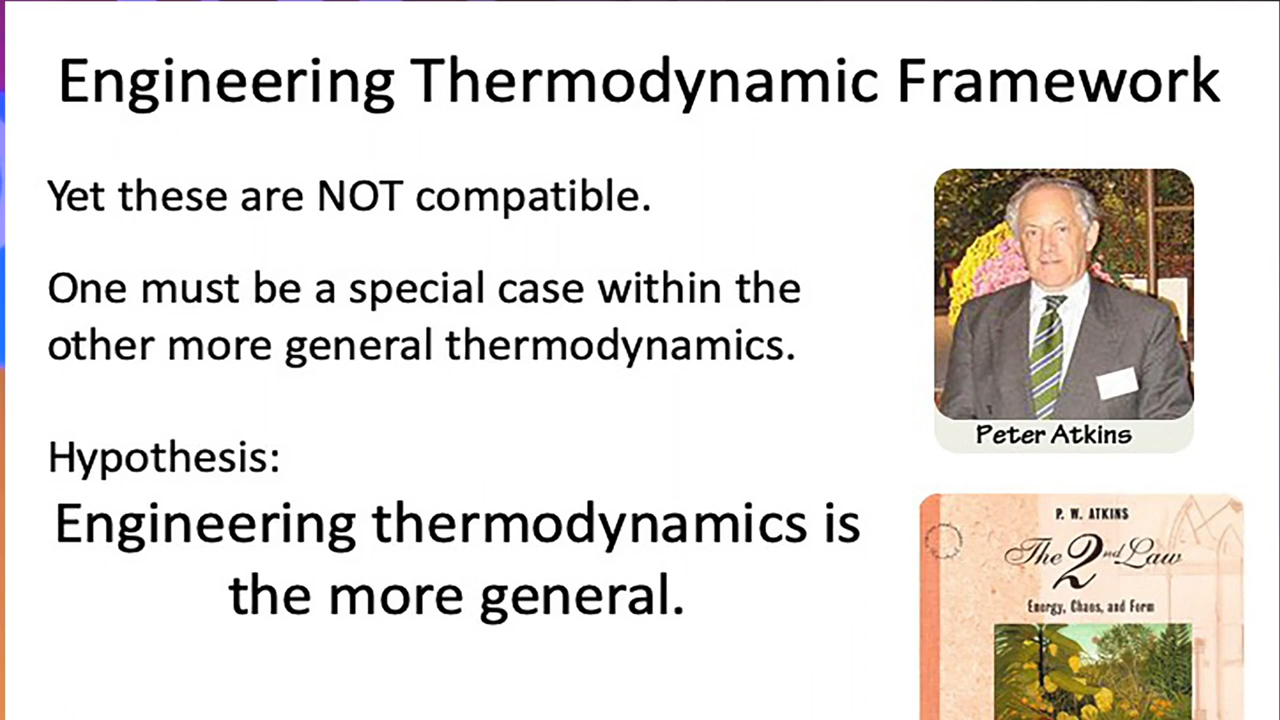 Engineering Thermodynamic Framework
Yet these are NOT compatible.
One must be a special case within the
other more general thermodynamics.
Hypothesis:
Engineering thermodynamics is
the more general.
Peter Atkins
P. W. ATKINS
The 2nd Law
Energy, Chaos, and Form